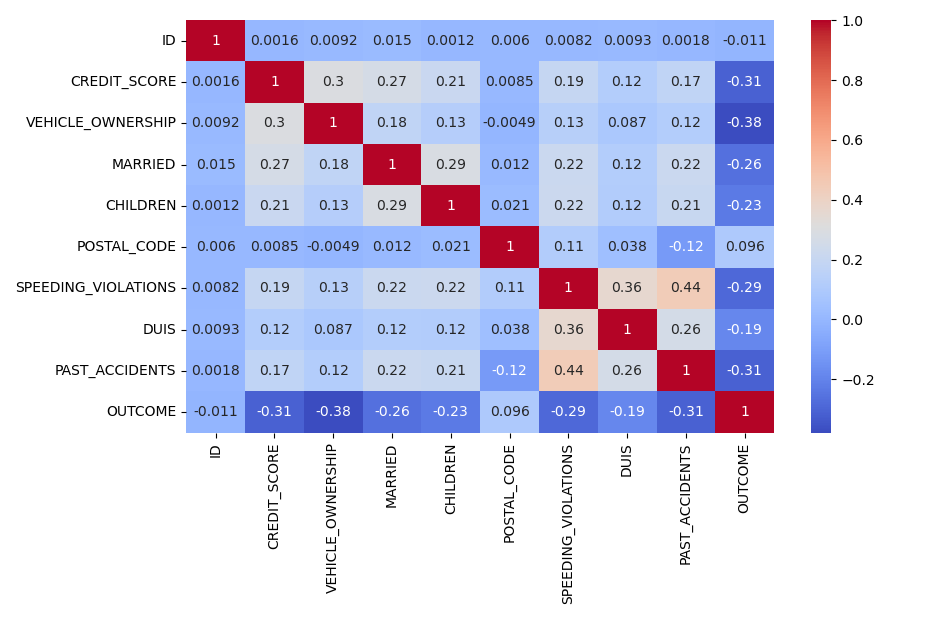 ID 1 0.0016 0.0092 0.015 0.0012 0.006 0.0082 0.0093 0.0018 -0.011
CREDIT_SCORE 0.0016 1 0.3 0.27 0.21 0.0085 0.19 0.12 0.17 -0.31
VEHICLE_OWNERSHIP 0.0092 0.3 1 0.18 0.13 -0.0049 0.13 0.087 0.12 -0.38
MARRIED 0.015 0.27 0.18 1 0.29 0.012 0.22 0.12 0.22 -0.26
CHILDREN 0.0012 0.21 0.13 0.29 1 0.021 0.22 0.12 0.21 -0.23
POSTAL_CODE 0.006 0.0085 -0.0049 0.012 0.021 1 0.11 0.038 -0.12 0.096
SPEEDING_VIOLATIONS 0.0082 0.19 0.13 0.22 0.22 0.11 1 0.36 0.44 -0.29
DUIS 0.0093 0.12 0.087 0.12 0.12 0.038 0.36 1 0.26 -0.19
PAST_ACCIDENTS 0.0018 0.17 0.12 0.22 0.21 -0.12 0.44 0.26 1 -0.31
OUTCOME -0.011 -0.31 -0.38 -0.26 -0.23 0.096 -0.29 -0.19 -0.31 1
ID
CREDIT_SCORE
VEHICLE_OWNERSHIP
MARRIED
CHILDREN
POSTAL_CODE
SPEEDING_VIOLATIONS
DUIS
PAST_ACCIDENTS
OUTCOME
1.0
0.8
0.6
0.4
0.2
0.0
−0.2